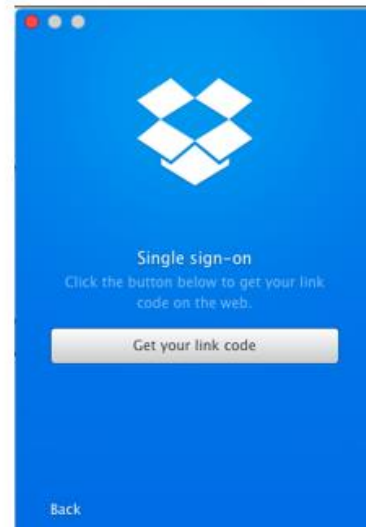 Single sign-on
Click the button below to get your link
code on the web.
Get your link code
Back